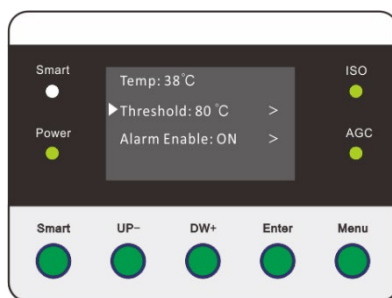 Smart
ISO
Temp: 38℃
Threshold: 80 ℃ >
Power
AGC
Alarm Enable: ON >
Smart UP- DW+ Enter Menu